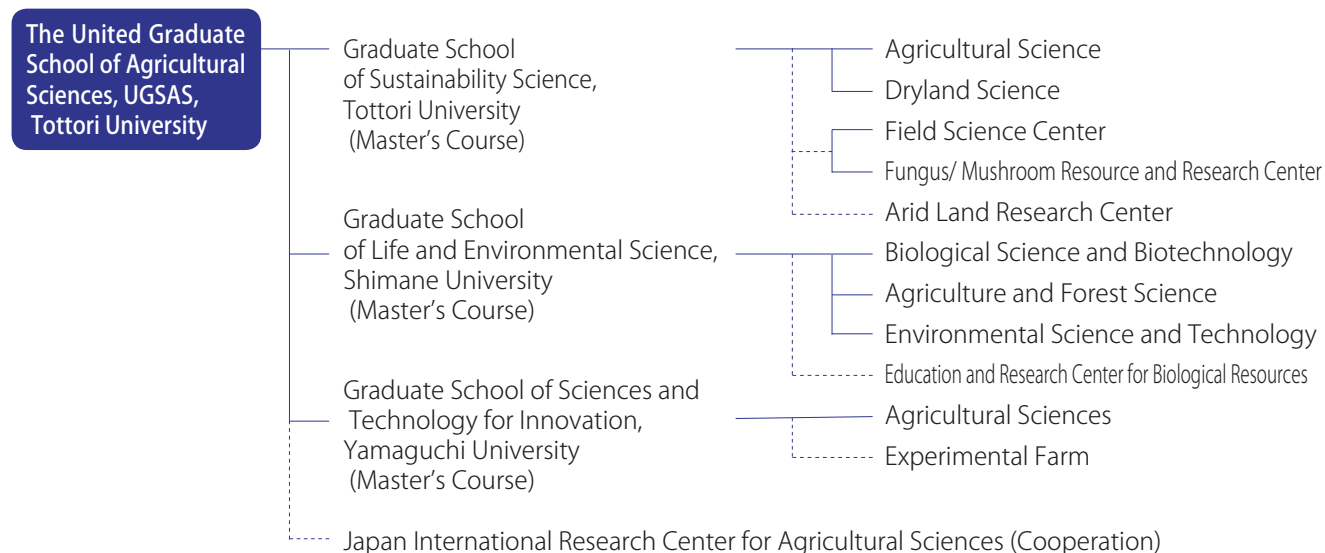 The United Graduate
School of Agricultural
Sciences, UGSAS,
Tottori University
Graduate School
of Sustainability Science,
Tottori University
(Master's Course)
Agricultural Science
Dryland Science
Field Science Center
Fungus/ Mushroom Resource and Research Center
Arid Land Research Center
Graduate School
of Life and Environmental Science,
Shimane University
(Master's Course)
Biological Science and Biotechnology
Agriculture and Forest Science
Environmental Science and Technology
Education and Research Center for Biological Resources
Graduate School of Sciences and
Technology for Innovation,
Yamaguchi University
(Master's Course)
Agricultural Sciences
Experimental Farm
Japan International Research Center for Agricultural Sciences (Cooperation)